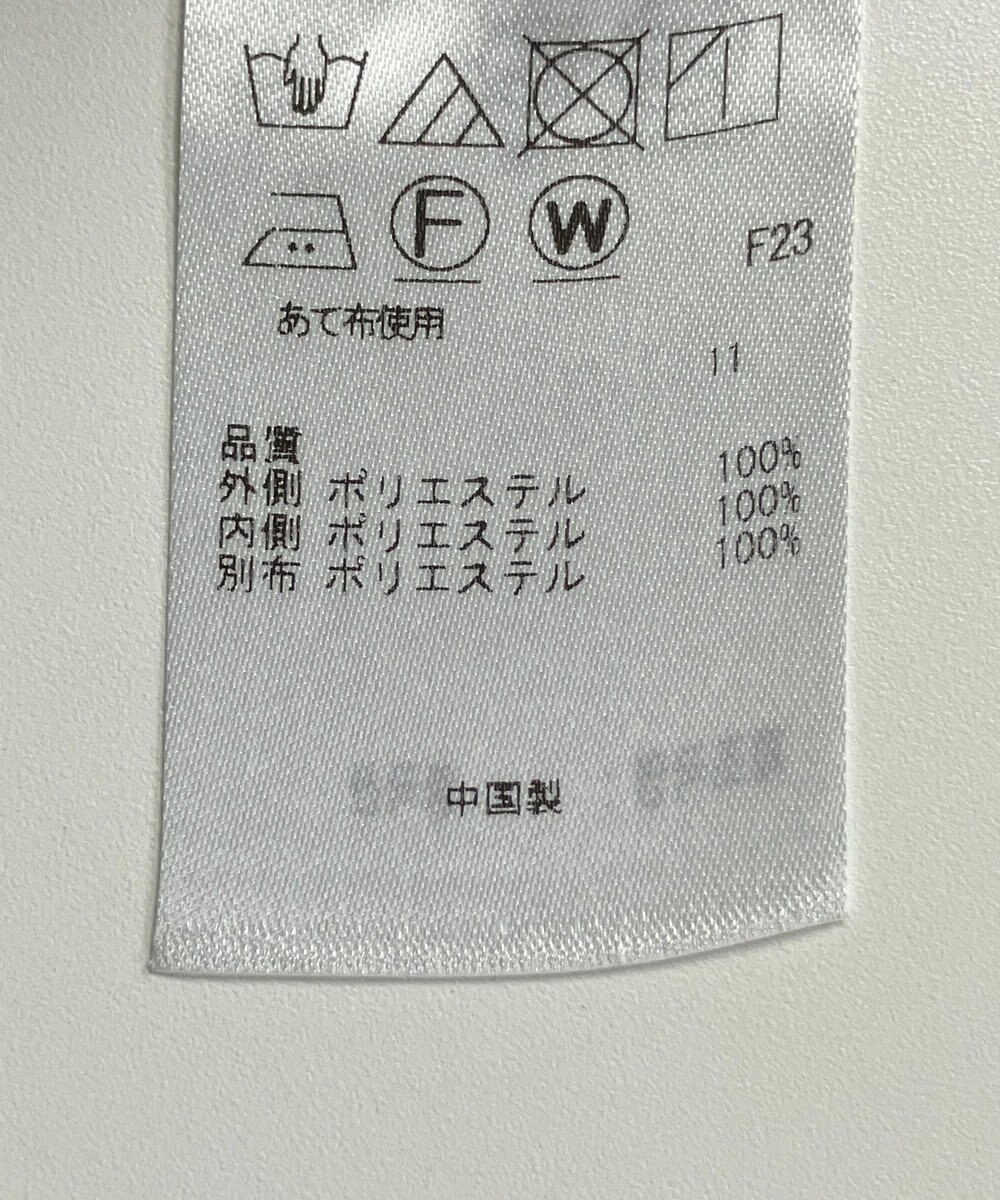 F W F23
あて布使用
11
品質
外側 ポリエステル 100%
内側 ポリエステル 100%
別布 ポリエステル 100%
中国製